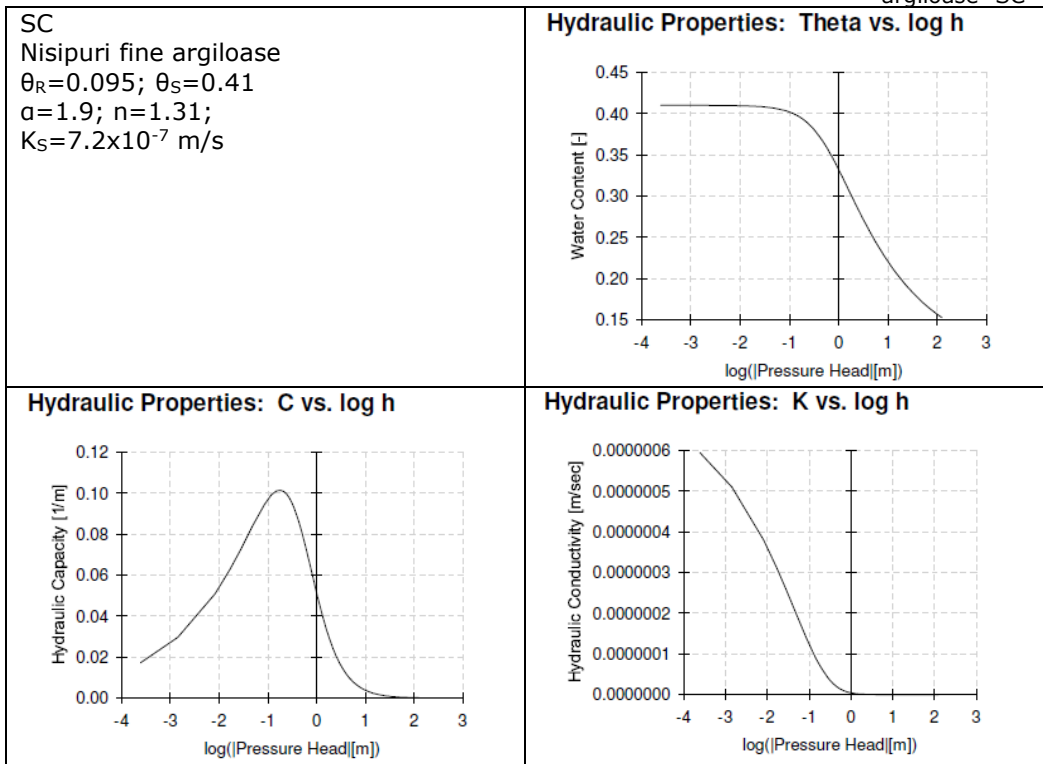 argiloase SC
SC
Nisipuri fine argiloase
θR=0.095; θS=0.41
α=1.9; n=1.31;
KS=7.2x10-7 m/s
Hydraulic Properties: Theta vs. log h
Water Content [-]
0.45
0.40
0.35
0.30
0.25
0.20
0.15
-4 -3 -2 -1 0 1 2 3
log(|Pressure Head|[m])
Hydraulic Properties: C vs. log h
Hydraulic Capacity [1/m]
0.12
0.10
0.08
0.06
0.04
0.02
0.00
-4 -3 -2 -1 0 1 2 3
log(|Pressure Head|[m])
Hydraulic Properties: K vs. log h
Hydraulic Conductivity [m/sec]
0.0000006
0.0000005
0.0000004
0.0000003
0.0000002
0.0000001
0.0000000
-4 -3 -2 -1 0 1 2 3
log(|Pressure Head|[m])